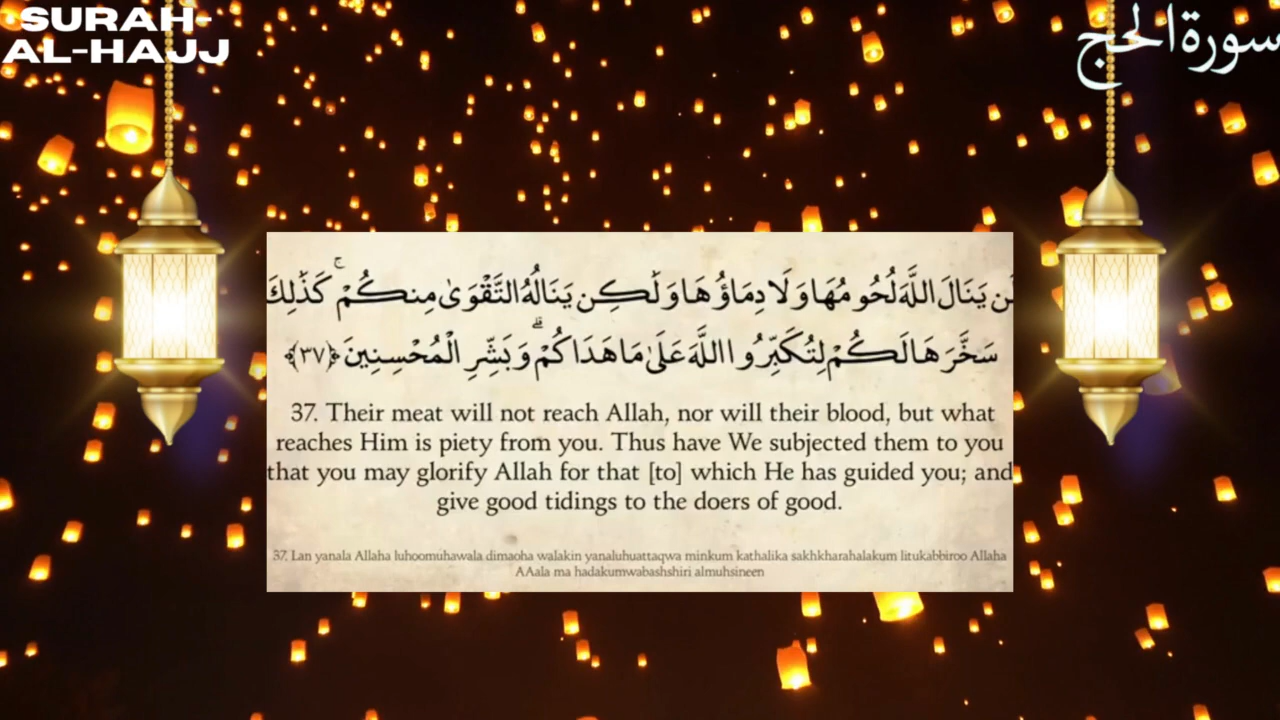 SURAH-
AL-HAJJ
سورة الحج
لَن يَنَالَ اللَّهَ لُحُومُهَا وَلَا دِمَاؤُهَا وَلَٰكِن يَنَالُهُ التَّقْوَىٰ مِنكُمْ ۚ كَذَٰلِكَ
سَخَّرَهَا لَكُمْ لِتُكَبِّرُوا اللَّهَ عَلَىٰ مَا هَدَاكُمْ ۗ وَبَشِّرِ الْمُحْسِنِينَ ﴿٣٧﴾
37. Their meat will not reach Allah, nor will their blood, but what
reaches Him is piety from you. Thus have We subjected them to you
that you may glorify Allah for that [to] which He has guided you; and
give good tidings to the doers of good.
37. Lan yanala Allaha luhoomuhawala dimaoha walakin yanaluhuattaqwa minkum kathalika sakhkharahalakum litukabbiroo Allaha
AAala ma hadakumwabashshiri almuhsineen